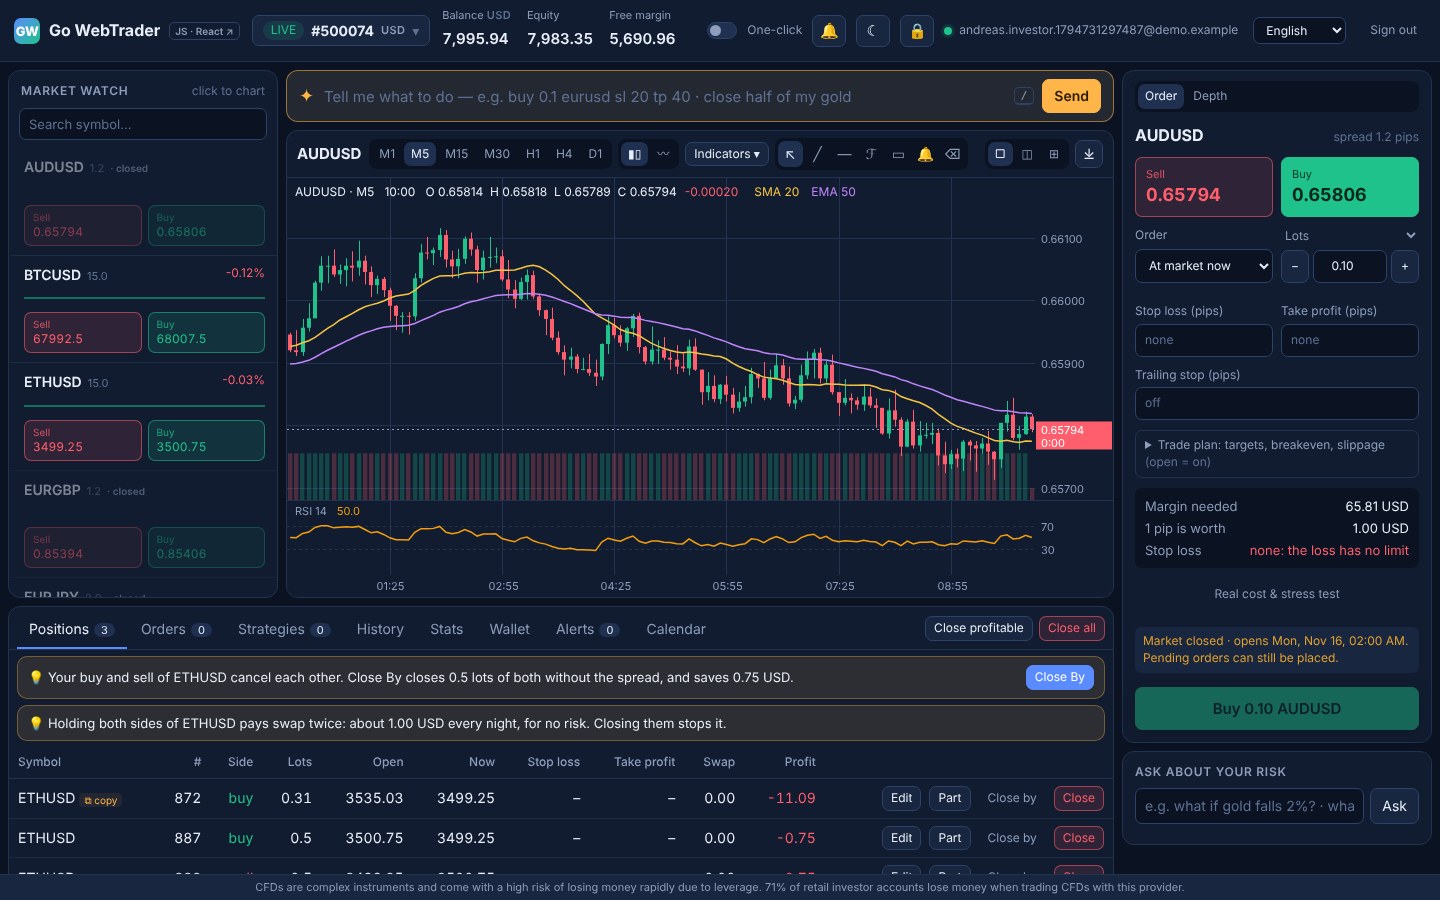 GW Go WebTrader JS · React ↗
LIVE #500074 USD ▾
Balance USD 7,995.94
Equity 7,983.35
Free margin 5,690.96
One-click
andreas.investor.1794731297487@demo.example
English
Sign out
MARKET WATCH click to chart
Search symbol...
AUDUSD 1.2 · closed
Sell 0.65794
Buy 0.65806
BTCUSD 15.0 -0.12%
Sell 67992.5
Buy 68007.5
ETHUSD 15.0 -0.03%
Sell 3499.25
Buy 3500.75
EURGBP 1.2 · closed
Sell 0.85394
Buy 0.85406
Tell me what to do — e.g. buy 0.1 eurusd sl 20 tp 40 · close half of my gold / Send
AUDUSD M1 M5 M15 M30 H1 H4 D1 Indicators ▾
AUDUSD · M5 10:00 O 0.65814 H 0.65818 L 0.65789 C 0.65794 -0.00020 SMA 20 EMA 50
0.66100
0.66000
0.65900
0.65794
0:00
0.65700
RSI 14 50.0
70
30
01:25 02:55 04:25 05:55 07:25 08:55
Order Depth
AUDUSD spread 1.2 pips
Sell 0.65794
Buy 0.65806
Order Lots
At market now − 0.10 +
Stop loss (pips) Take profit (pips)
none none
Trailing stop (pips)
off
▶ Trade plan: targets, breakeven, slippage
(open = on)
Margin needed 65.81 USD
1 pip is worth 1.00 USD
Stop loss none: the loss has no limit
Real cost & stress test
Market closed · opens Mon, Nov 16, 02:00 AM.
Pending orders can still be placed.
Buy 0.10 AUDUSD
ASK ABOUT YOUR RISK
e.g. what if gold falls 2%? · wha Ask
Positions 3 Orders 0 Strategies 0 History Stats Wallet Alerts 0 Calendar Close profitable Close all
Your buy and sell of ETHUSD cancel each other. Close By closes 0.5 lots of both without the spread, and saves 0.75 USD. Close By
Holding both sides of ETHUSD pays swap twice: about 1.00 USD every night, for no risk. Closing them stops it.
Symbol # Side Lots Open Now Stop loss Take profit Swap Profit
ETHUSD copy 872 buy 0.31 3535.03 3499.25 – – 0.00 -11.09 Edit Part Close by Close
ETHUSD 887 buy 0.5 3500.75 3499.25 – – 0.00 -0.75 Edit Part Close by Close
CFDs are complex instruments and come with a high risk of losing money rapidly due to leverage. 71% of retail investor accounts lose money when trading CFDs with this provider.